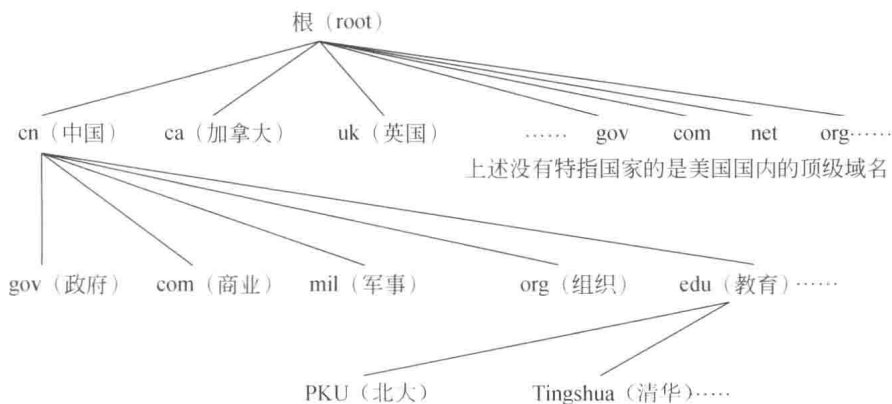 根（root）
cn（中国） ca（加拿大） uk（英国） …… gov com net org……
上述没有特指国家的是美国国内的顶级域名
gov（政府） com（商业） mil（军事） org（组织） edu（教育）……
PKU（北大） Tingshua（清华）……